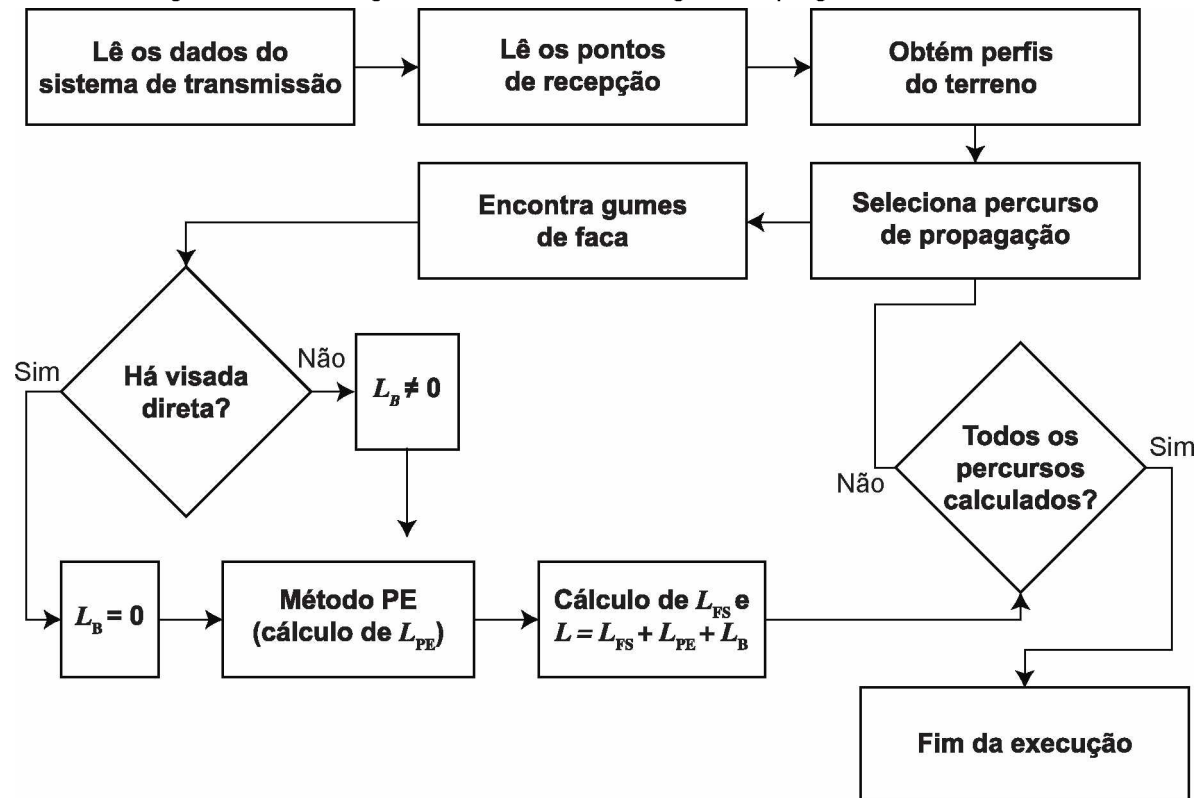 Lê os dados do
sistema de transmissão
Lê os pontos
de recepção
Obtém perfis
do terreno
Seleciona percurso
de propagação
Encontra gumes
de faca
Há visada
direta?
Sim
Não
L_B ≠ 0
L_B = 0
Método PE
(cálculo de L_PE)
Cálculo de L_FS e
L = L_FS + L_PE + L_B
Todos os
percursos
calculados?
Não
Sim
Fim da execução